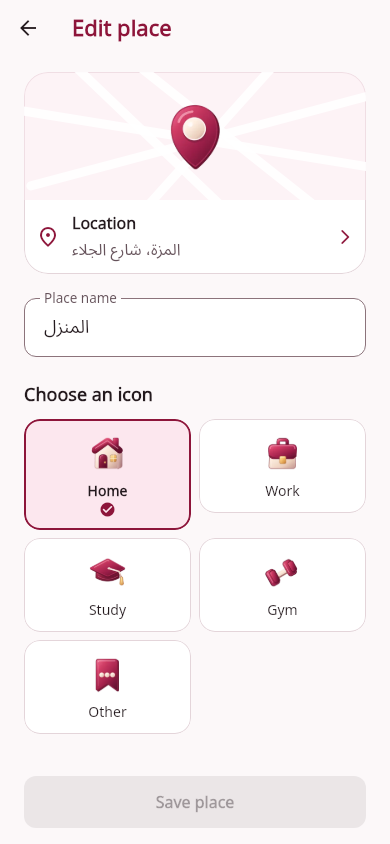 Edit place
Location
المزة، شارع الجلاء
Place name
المنزل
Choose an icon
Home
Work
Study
Gym
Other
Save place